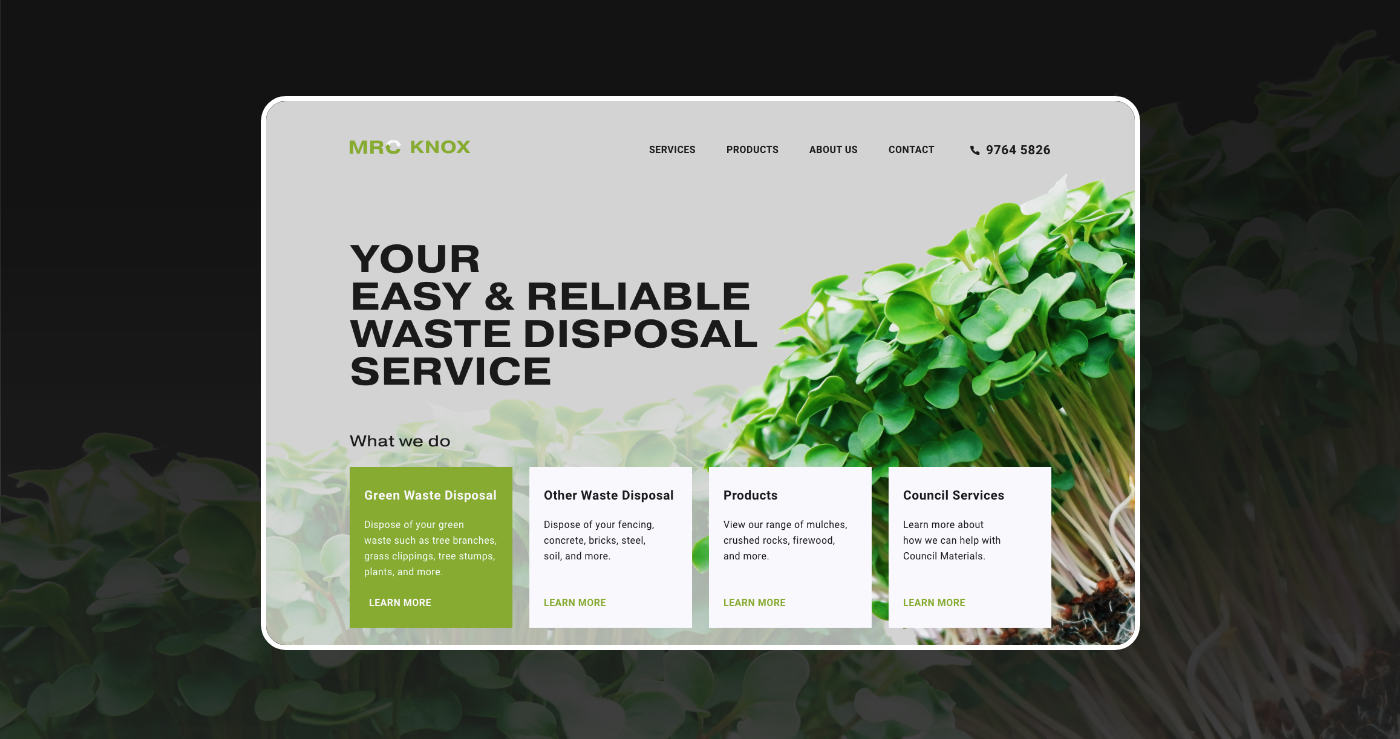 MRC KNOX
SERVICES PRODUCTS ABOUT US CONTACT 9764 5826
YOUR
EASY & RELIABLE
WASTE DISPOSAL
SERVICE
What we do
Green Waste Disposal
Dispose of your green
waste such as tree branches,
grass clippings, tree stumps,
plants, and more.
LEARN MORE
Other Waste Disposal
Dispose of your fencing,
concrete, bricks, steel,
soil, and more.
LEARN MORE
Products
View our range of mulches,
crushed rocks, firewood,
and more.
LEARN MORE
Council Services
Learn more about
how we can help with
Council Materials.
LEARN MORE